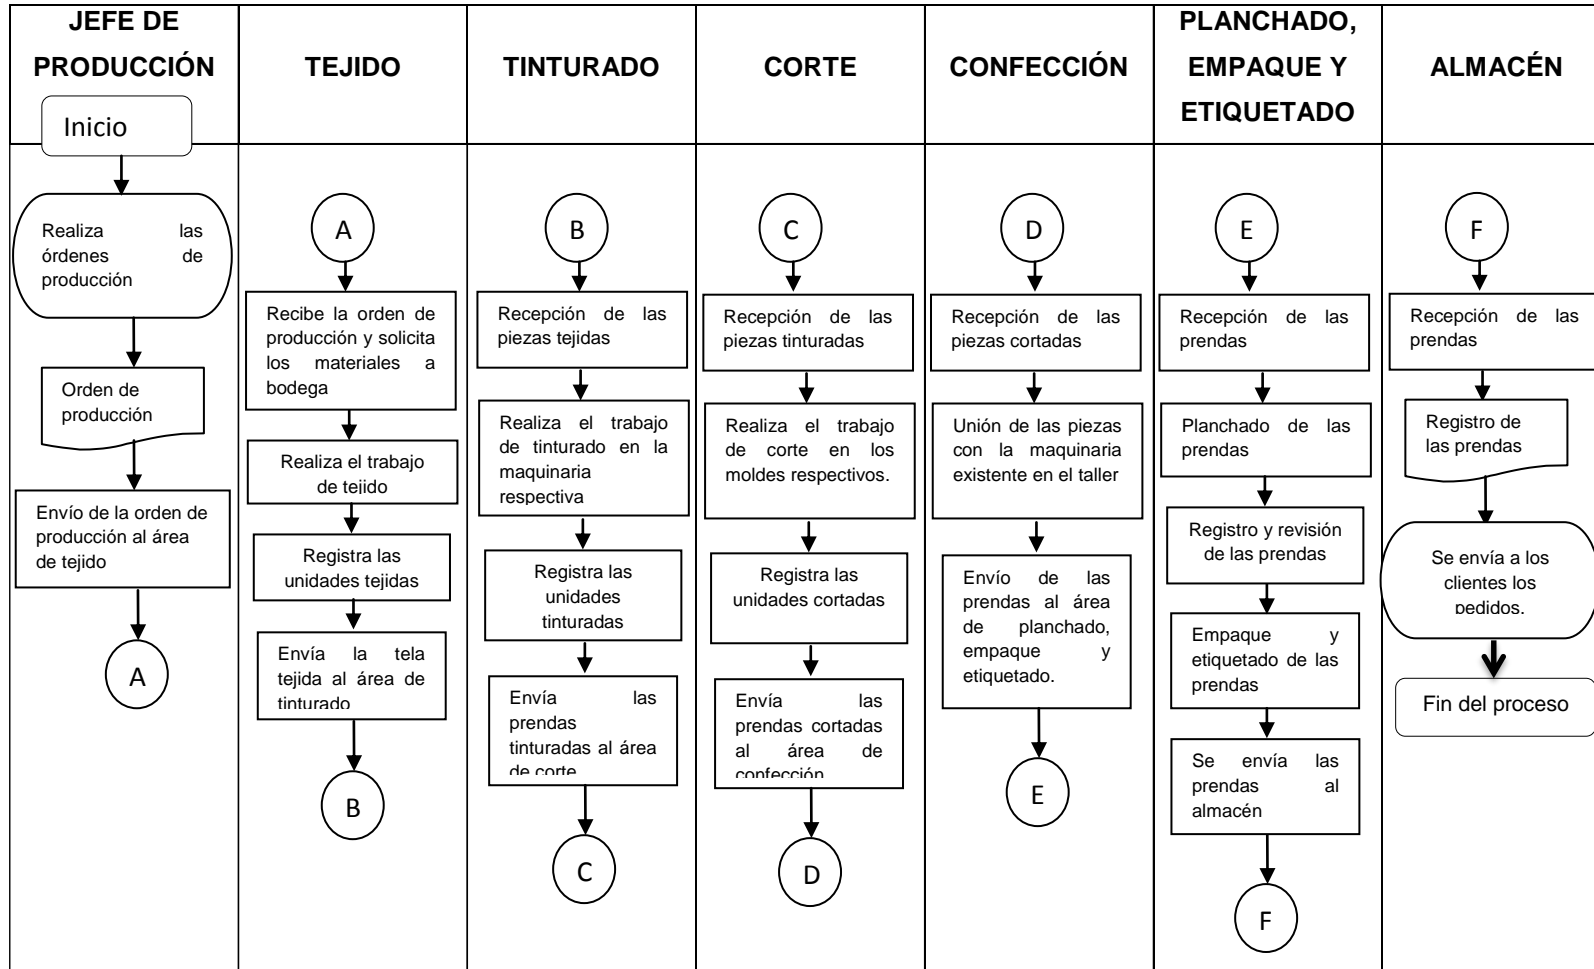 JEFE DE
PRODUCCIÓN
TEJIDO
TINTURADO
CORTE
CONFECCIÓN
PLANCHADO,
EMPAQUE Y
ETIQUETADO
ALMACÉN
Inicio
Realiza las
órdenes de
producción
Orden de
producción
Envío de la orden de
producción al área
de tejido
A
A
Recibe la orden de
producción y solicita
los materiales a
bodega
Realiza el trabajo
de tejido
Registra las
unidades tejidas
Envía la tela
tejida al área de
tinturado
B
B
Recepción de las
piezas tejidas
Realiza el trabajo
de tinturado en la
maquinaria
respectiva
Registra las
unidades
tinturadas
Envía las
prendas
tinturadas al área
de corte
C
C
Recepción de las
piezas tinturadas
Realiza el trabajo
de corte en los
moldes respectivos.
Registra las
unidades cortadas
Envía las
prendas cortadas
al área de
confección
D
D
Recepción de las
piezas cortadas
Unión de las piezas
con la maquinaria
existente en el taller
Envío de las
prendas al área
de planchado,
empaque y
etiquetado.
E
E
Recepción de las
prendas
Planchado de las
prendas
Registro y revisión
de las prendas
Empaque y
etiquetado de las
prendas
Se envía las
prendas al
almacén
F
F
Recepción de las
prendas
Registro de
las prendas
Se envía a los
clientes los
pedidos.
Fin del proceso